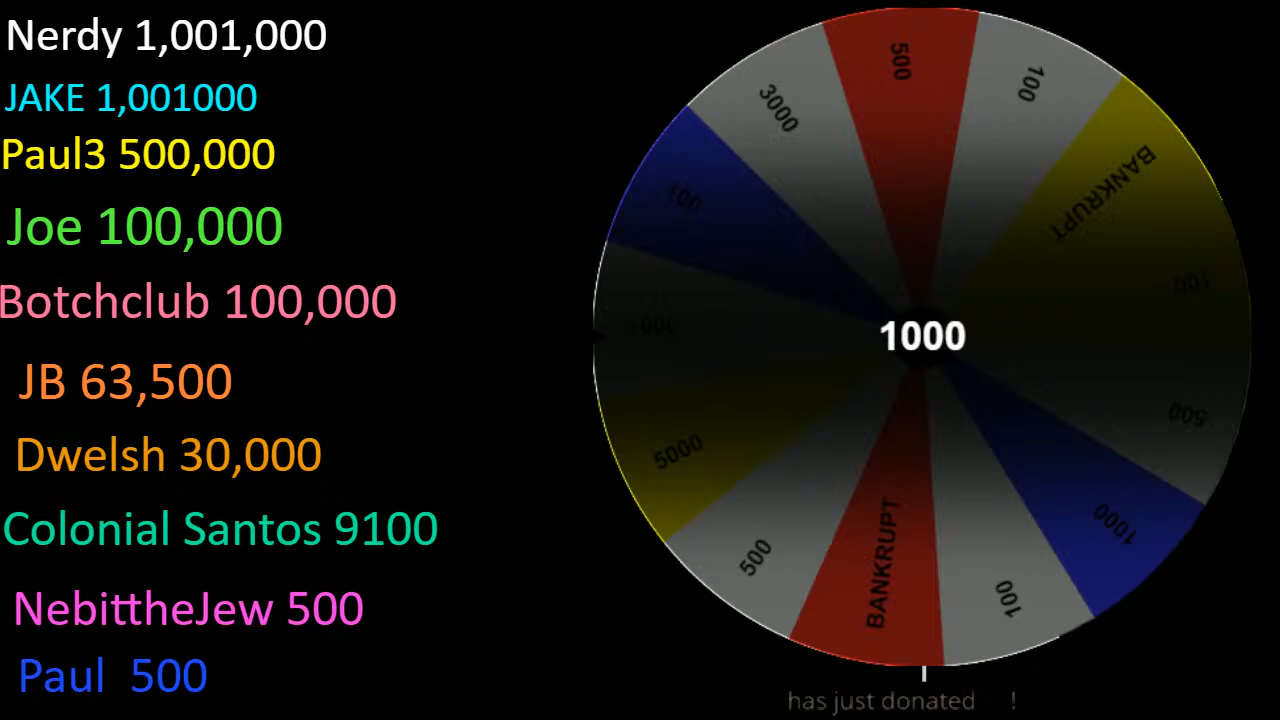 Nerdy 1,001,000
JAKE 1,001000
Paul3 500,000
Joe 100,000
Botchclub 100,000
JB 63,500
Dwelsh 30,000
Colonial Santos 9100
NebittheJew 500
Paul 500
500
100
BANKRUPT
100
500
1000
100
BANKRUPT
500
5000
3000
1000
has just donated !